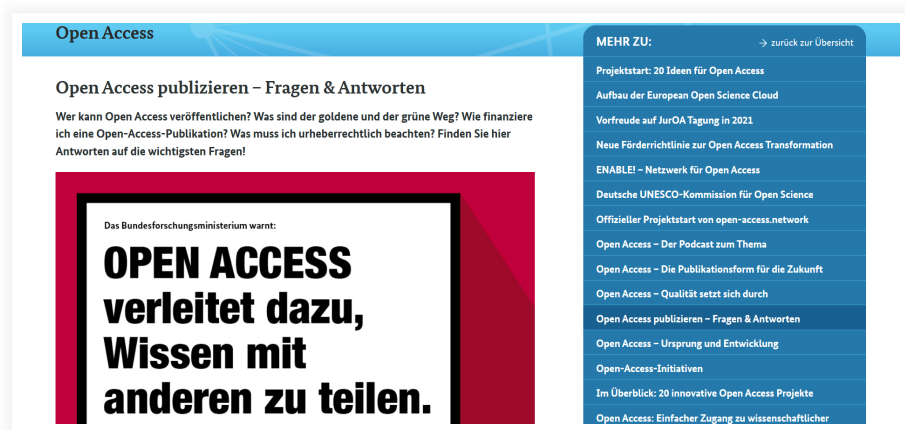 Open Access
Open Access publizieren – Fragen & Antworten
Wer kann Open Access veröffentlichen? Was sind der goldene und der grüne Weg? Wie finanziere
ich eine Open-Access-Publikation? Was muss ich urheberrechtlich beachten? Finden Sie hier
Antworten auf die wichtigsten Fragen!
Das Bundesforschungsministerium warnt:
OPEN ACCESS
verleitet dazu,
Wissen mit
anderen zu teilen.
MEHR ZU:
→ zurück zur Übersicht
Projektstart: 20 Ideen für Open Access
Aufbau der European Open Science Cloud
Vorfreude auf JurOA Tagung in 2021
Neue Förderrichtlinie zur Open Access Transformation
ENABLE! – Netzwerk für Open Access
Deutsche UNESCO-Kommission für Open Science
Offizieller Projektstart von open-access.network
Open Access – Der Podcast zum Thema
Open Access – Die Publikationsform für die Zukunft
Open Access – Qualität setzt sich durch
Open Access publizieren – Fragen & Antworten
Open Access – Ursprung und Entwicklung
Open-Access-Initiativen
Im Überblick: 20 innovative Open Access Projekte
Open Access: Einfacher Zugang zu wissenschaftlicher